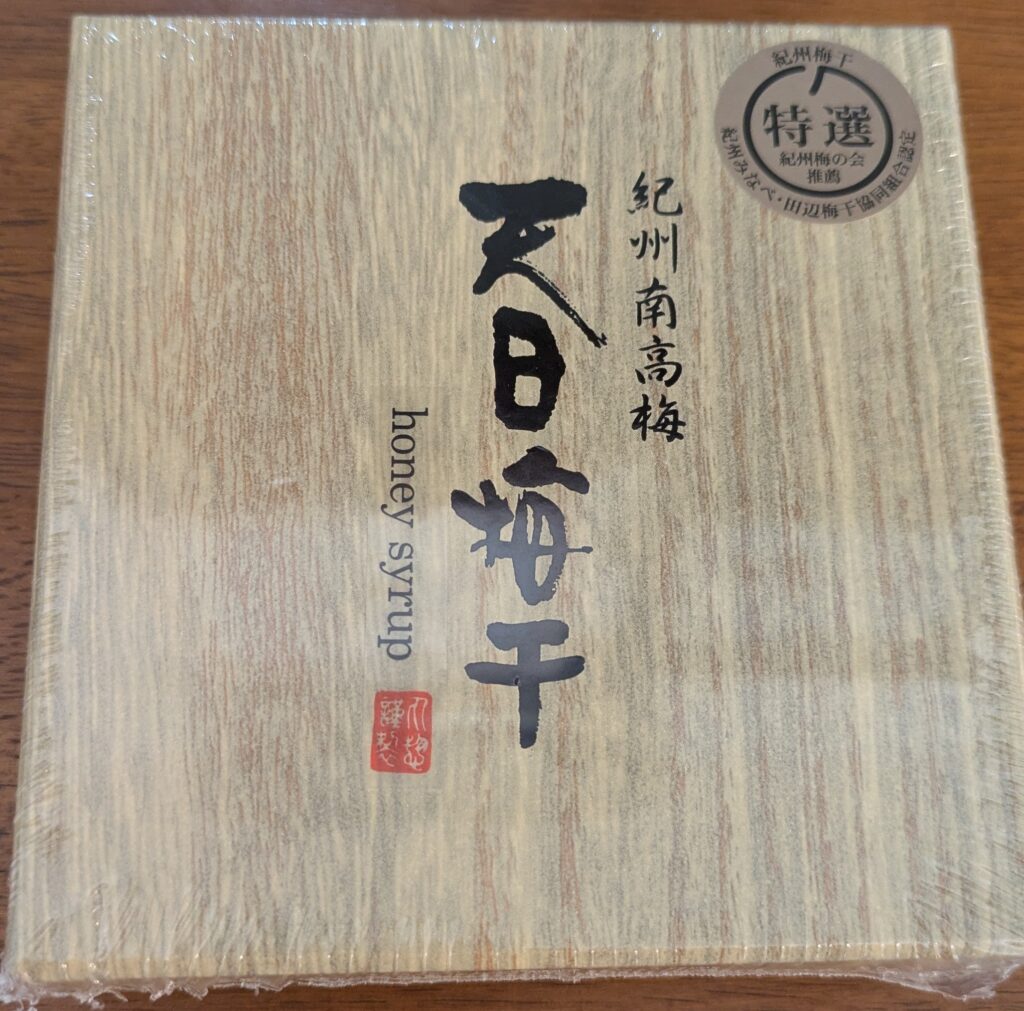 紀州梅干
特選
紀州梅の会
推薦
紀州みなべ・田辺梅干協同組合認定
紀州南高梅
天日梅干
honey syrup
謹製